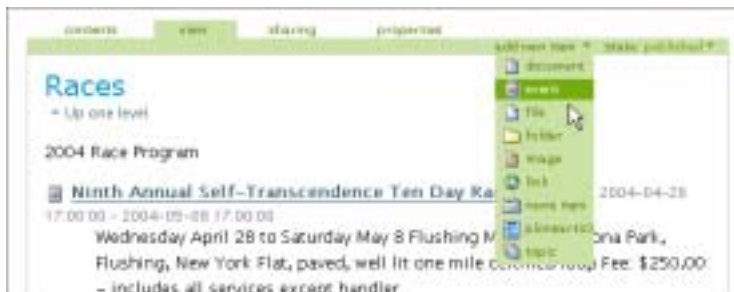 contents view sharing properties
add new item state: published
document
Races
event
Up one level
file
folder
2004 Race Program
image
link
Ninth Annual Self-Transcendence Ten Day Ra 2004-04-28
news item
17:00:00 - 2004-05-08 17:00:00
Wednesday April 28 to Saturday May 8 Flushing M ona Park,
topic
Flushing, New York Flat, paved, well lit one mile certified loop Fee: $250.00
- includes all services except handler